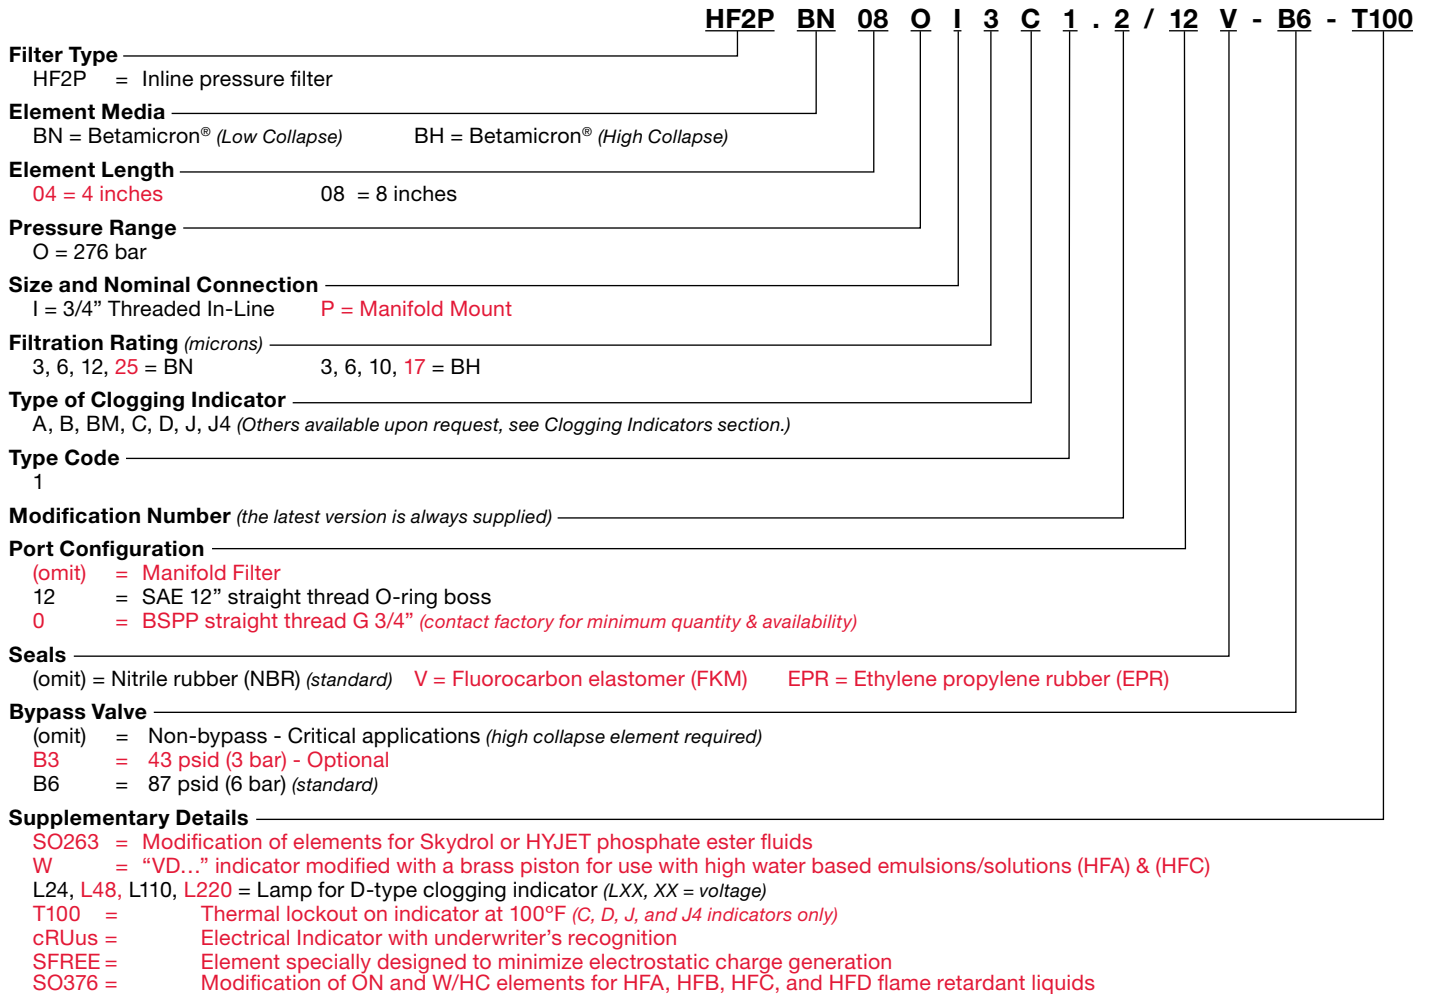 HF2P BN 08 O I 3 C 1 . 2 / 12 V - B6 - T100
Filter Type
HF2P = Inline pressure filter
Element Media
BN = Betamicron® (Low Collapse) BH = Betamicron® (High Collapse)
Element Length
04 = 4 inches 08 = 8 inches
Pressure Range
O = 276 bar
Size and Nominal Connection
I = 3/4” Threaded In-Line P = Manifold Mount
Filtration Rating (microns)
3, 6, 12, 25 = BN 3, 6, 10, 17 = BH
Type of Clogging Indicator
A, B, BM, C, D, J, J4 (Others available upon request, see Clogging Indicators section.)
Type Code
1
Modification Number (the latest version is always supplied)
Port Configuration
(omit) = Manifold Filter
12 = SAE 12” straight thread O-ring boss
0 = BSPP straight thread G 3/4” (contact factory for minimum quantity & availability)
Seals
(omit) = Nitrile rubber (NBR) (standard) V = Fluorocarbon elastomer (FKM) EPR = Ethylene propylene rubber (EPR)
Bypass Valve
(omit) = Non-bypass - Critical applications (high collapse element required)
B3 = 43 psid (3 bar) - Optional
B6 = 87 psid (6 bar) (standard)
Supplementary Details
SO263 = Modification of elements for Skydrol or HYJET phosphate ester fluids
W = “VD…” indicator modified with a brass piston for use with high water based emulsions/solutions (HFA) & (HFC)
L24, L48, L110, L220 = Lamp for D-type clogging indicator (LXX, XX = voltage)
T100 = Thermal lockout on indicator at 100ºF (C, D, J, and J4 indicators only)
cRUus = Electrical Indicator with underwriter’s recognition
SFREE = Element specially designed to minimize electrostatic charge generation
SO376 = Modification of ON and W/HC elements for HFA, HFB, HFC, and HFD flame retardant liquids